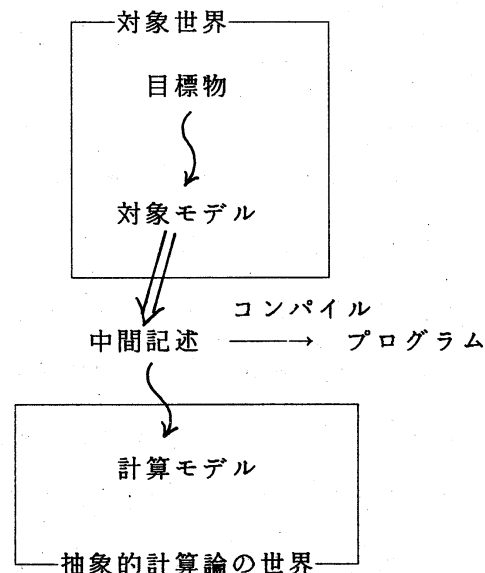 対象世界
目標物
対象モデル
コンパイル
中間記述 ――→ プログラム
計算モデル
抽象的計算論の世界